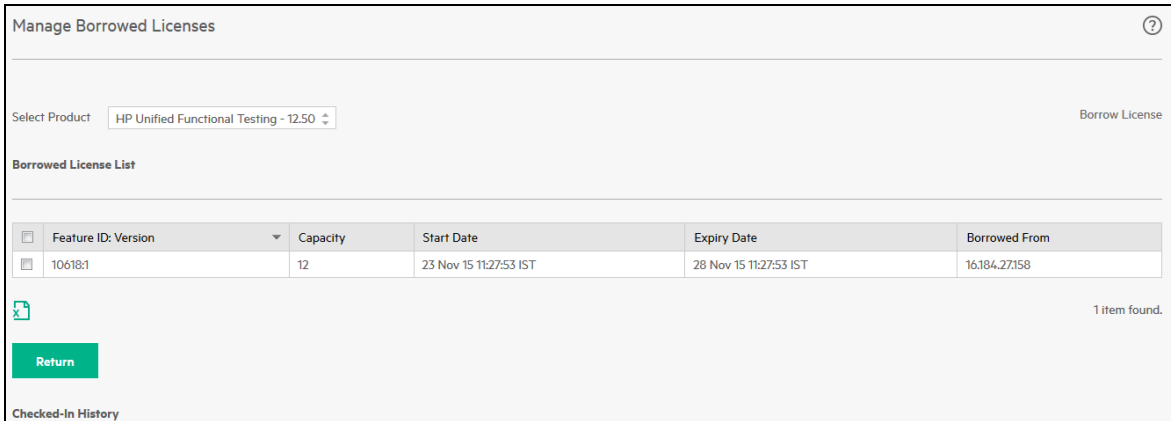 Manage Borrowed Licenses ?
Select Product HP Unified Functional Testing - 12.50 Borrow License
Borrowed License List
Feature ID: Version Capacity Start Date Expiry Date Borrowed From
10618:1 12 23 Nov 15 11:27:53 IST 28 Nov 15 11:27:53 IST 16.184.27.158
x
1 item found.
Return
Checked-In History